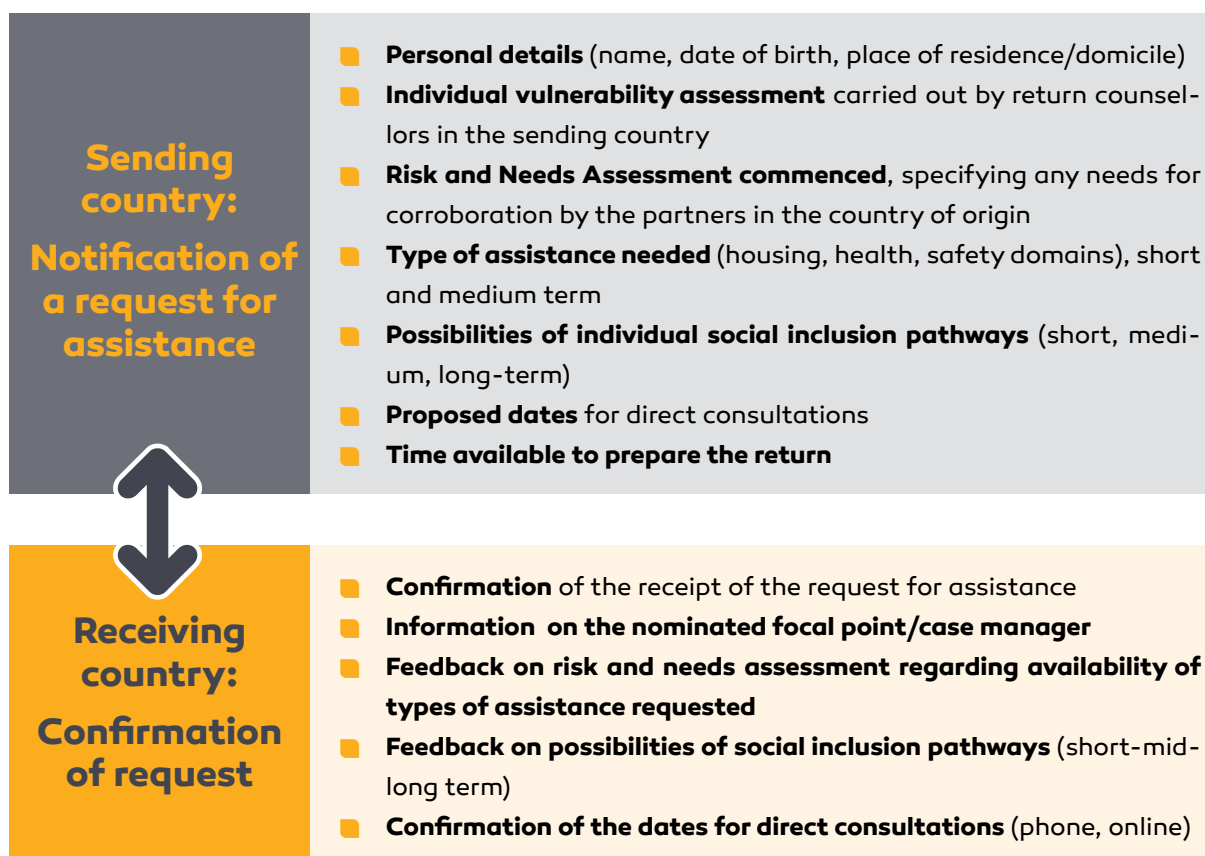 Sending
country:
Notification of
a request for
assistance
Personal details (name, date of birth, place of residence/domicile)
Individual vulnerability assessment carried out by return counsel-
lors in the sending country
Risk and Needs Assessment commenced, specifying any needs for
corroboration by the partners in the country of origin
Type of assistance needed (housing, health, safety domains), short
and medium term
Possibilities of individual social inclusion pathways (short, medi-
um, long-term)
Proposed dates for direct consultations
Time available to prepare the return
Receiving
country:
Confirmation
of request
Confirmation of the receipt of the request for assistance
Information on the nominated focal point/case manager
Feedback on risk and needs assessment regarding availability of
types of assistance requested
Feedback on possibilities of social inclusion pathways (short-mid-
long term)
Confirmation of the dates for direct consultations (phone, online)